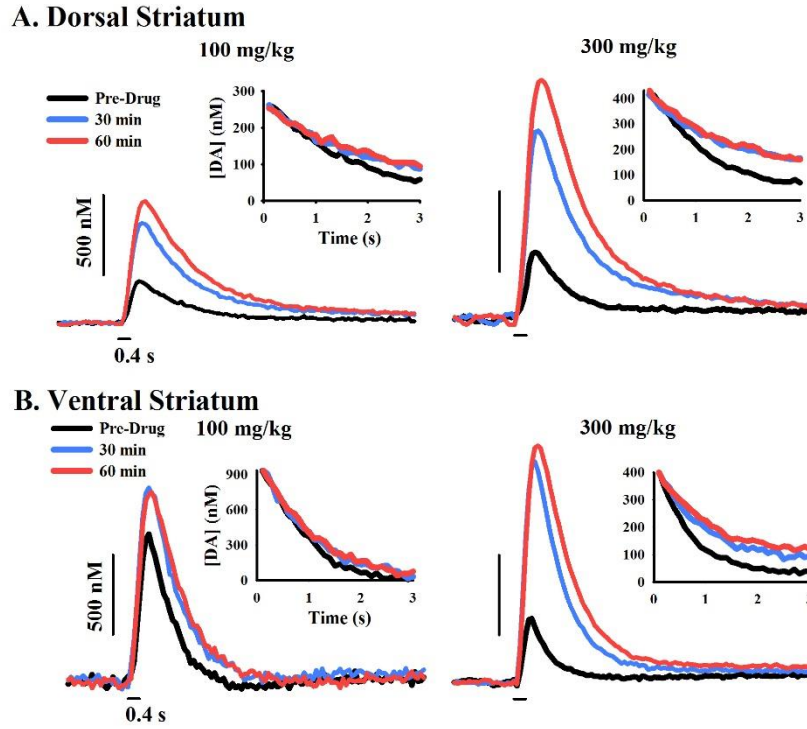 A. Dorsal Striatum
100 mg/kg
300 mg/kg
Pre-Drug
30 min
60 min
500 nM
0.4 s
[DA] (nM)
300
200
100
0
0 1 2 3
Time (s)
400
300
200
100
0
0 1 2 3
B. Ventral Striatum
100 mg/kg
300 mg/kg
Pre-Drug
30 min
60 min
500 nM
0.4 s
[DA] (nM)
900
600
300
0
0 1 2 3
Time (s)
400
300
200
100
0
0 1 2 3